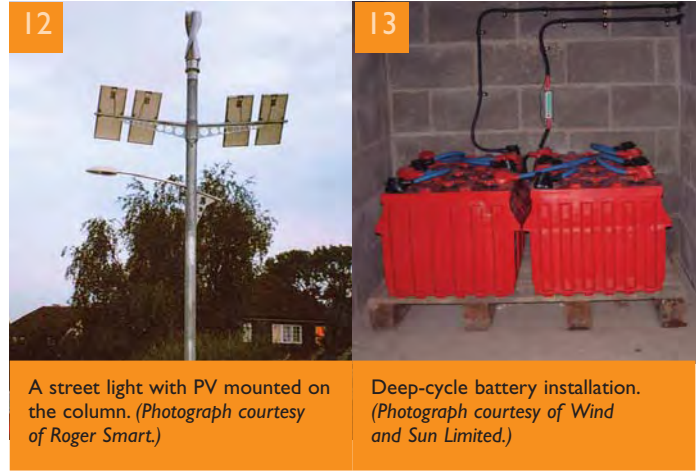 12
A street light with PV mounted on
the column. (Photograph courtesy
of Roger Smart.)
13
Deep-cycle battery installation.
(Photograph courtesy of Wind
and Sun Limited.)